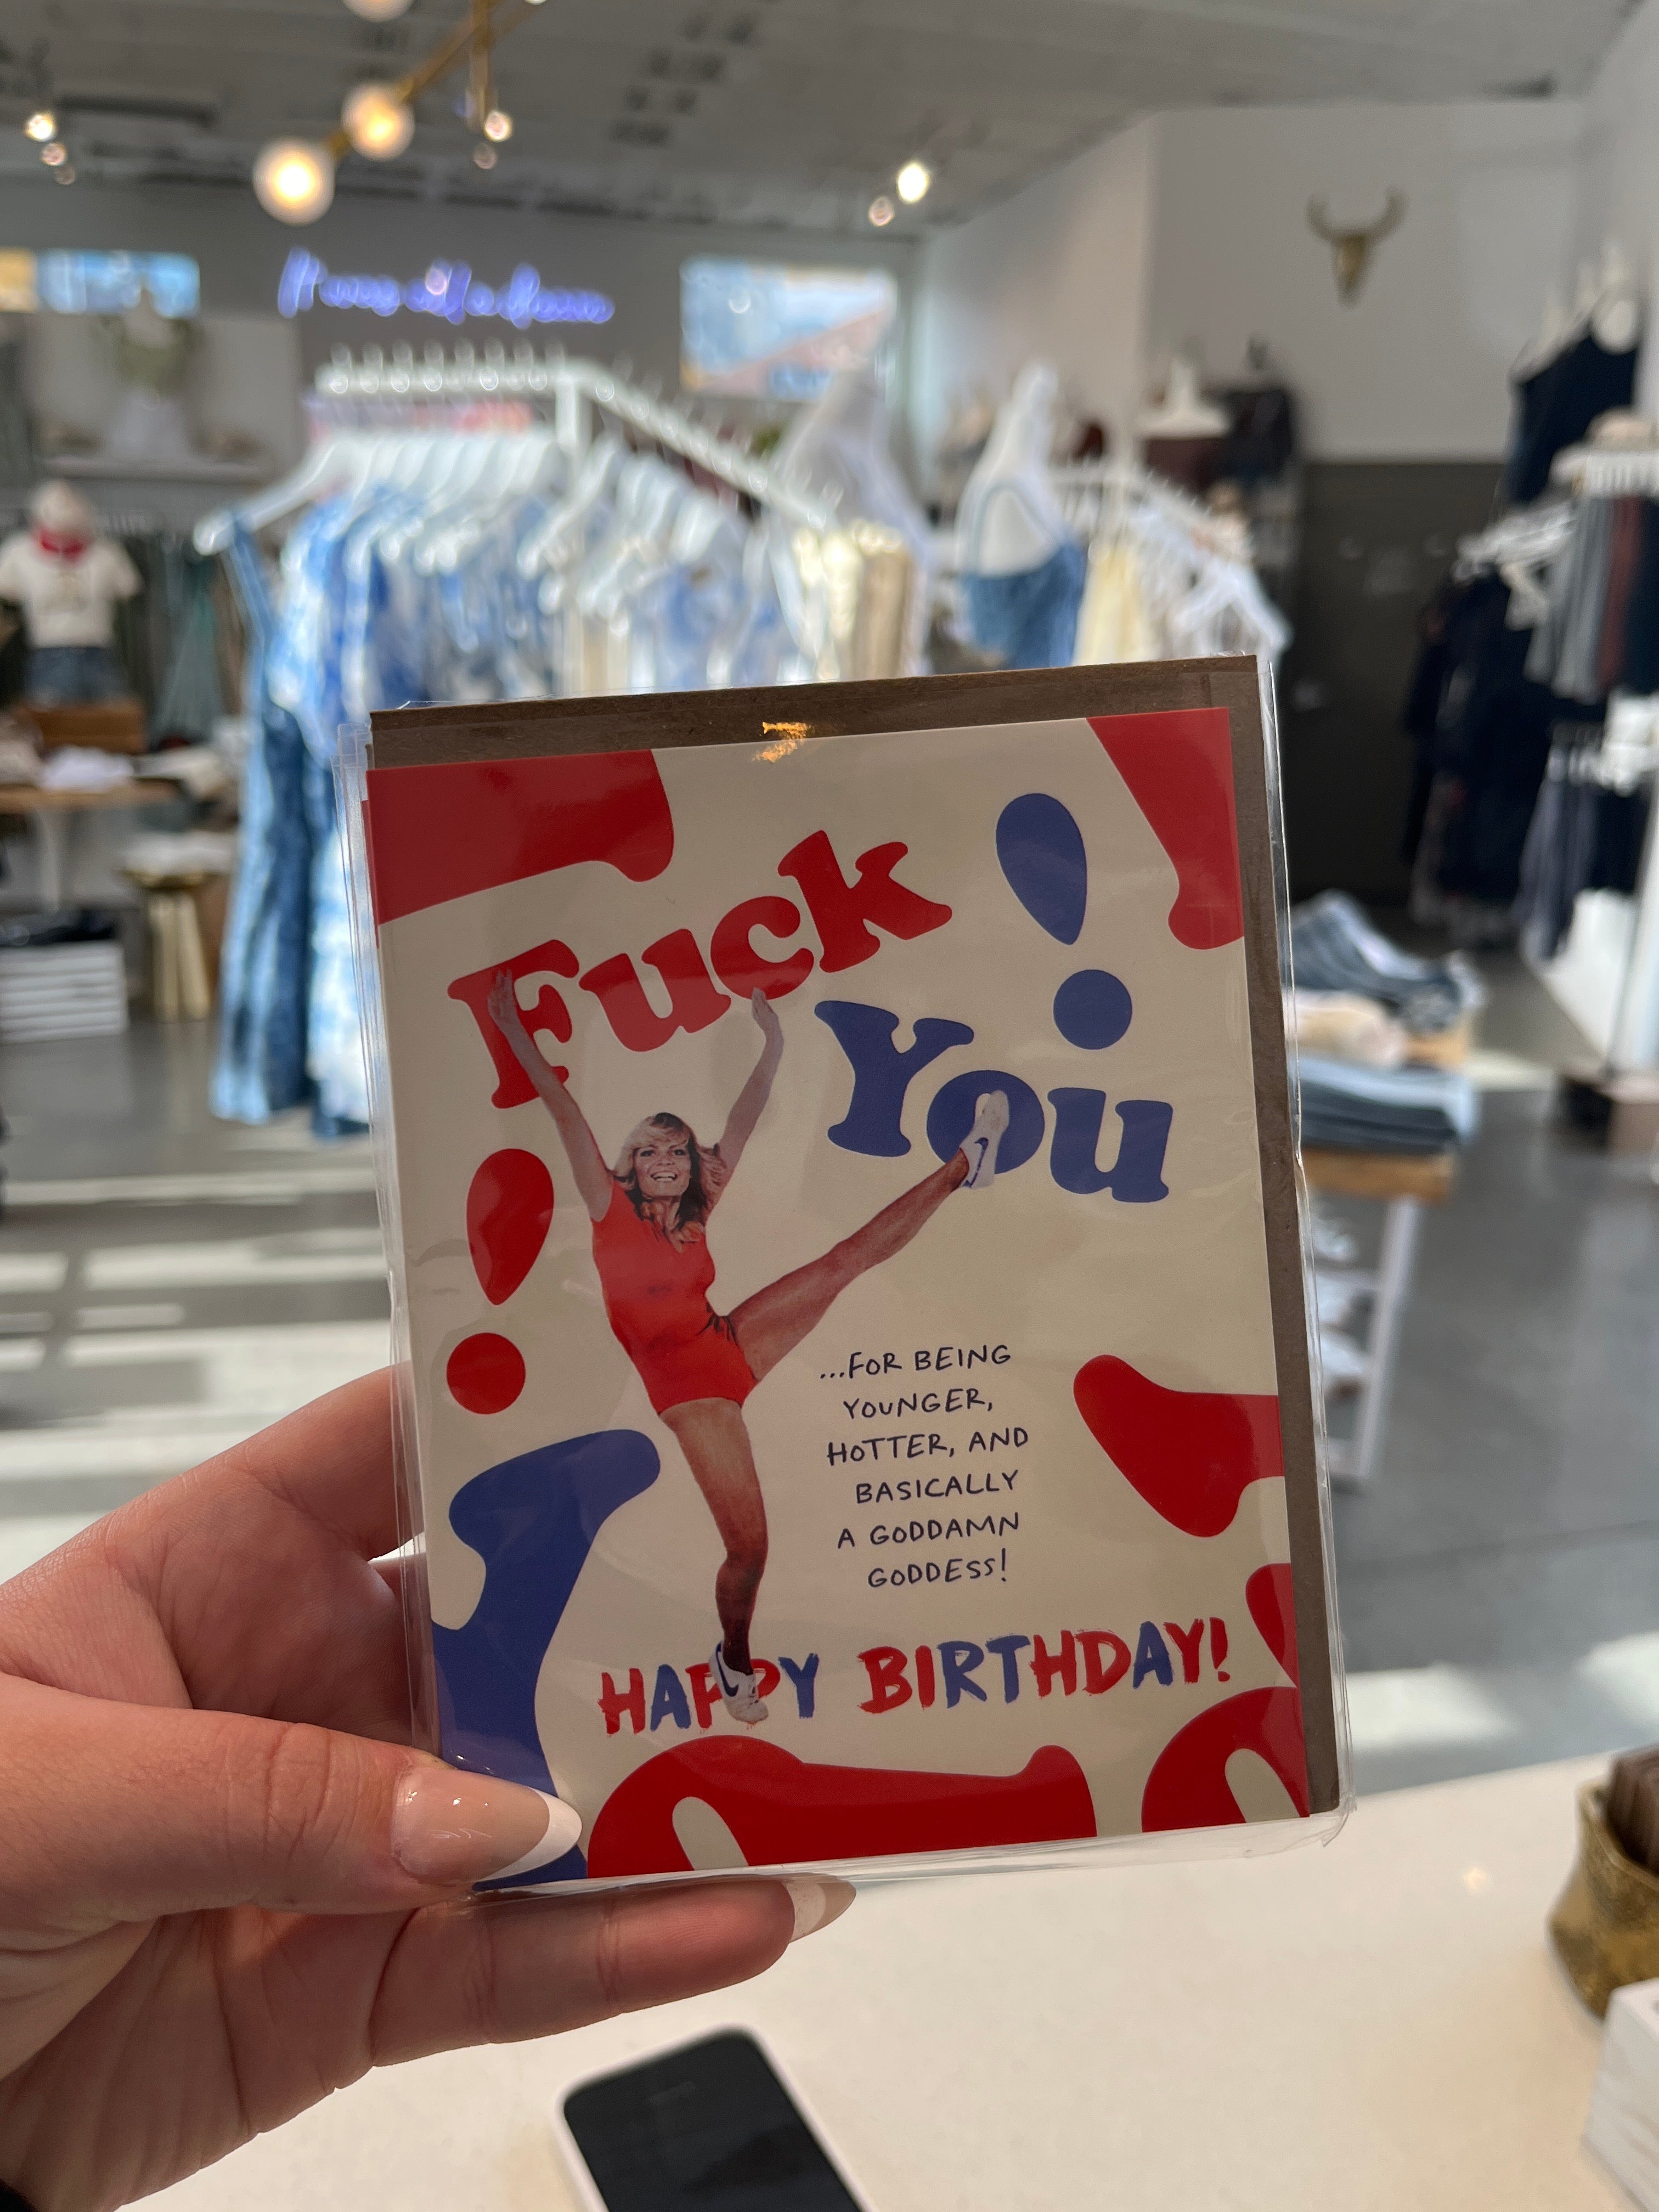 Fuck
You!
!
...FOR BEING
YOUNGER,
HOTTER, AND
BASICALLY
A GODDAMN
GODDESS!
HAPPY BIRTHDAY!